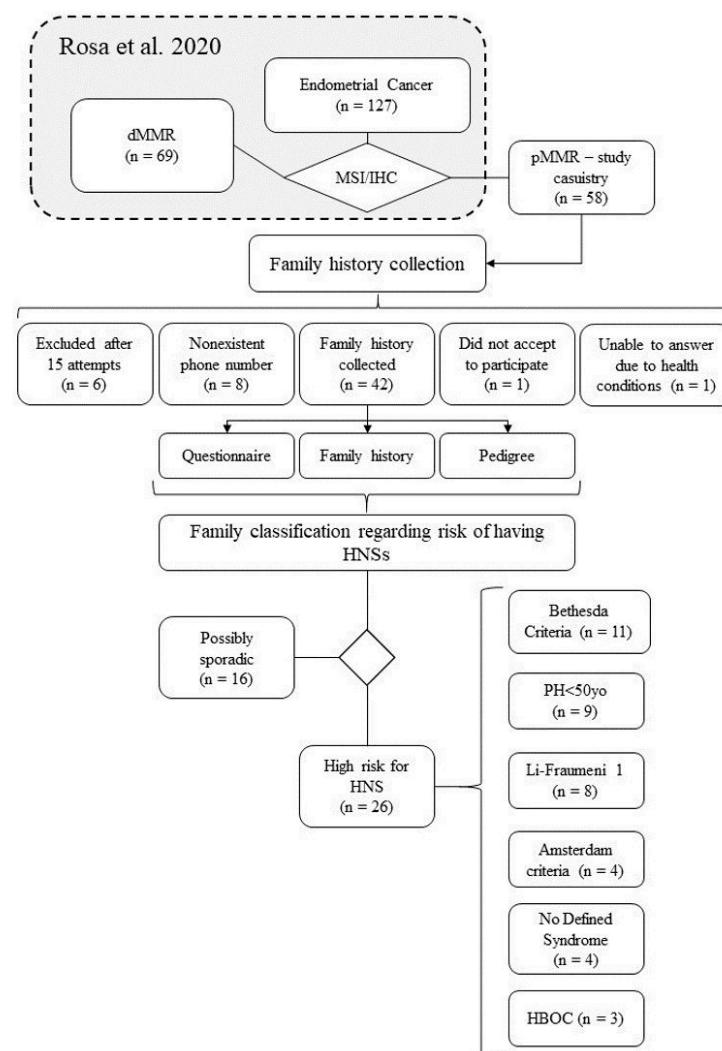 Rosa et al. 2020
Endometrial Cancer
(n = 127)
dMMR
(n = 69)
MSI/IHC
pMMR – study
casuistry
(n = 58)
Family history collection
Excluded after
15 attempts
(n = 6)
Nonexistent
phone number
(n = 8)
Family history
collected
(n = 42)
Did not accept
to participate
(n = 1)
Unable to answer
due to health
conditions (n = 1)
Questionnaire
Family history
Pedigree
Family classification regarding risk of having
HNSs
Possibly
sporadic
(n = 16)
High risk for
HNS
(n = 26)
Bethesda
Criteria (n = 11)
PH<50yo
(n = 9)
Li-Fraumeni 1
(n = 8)
Amsterdam
criteria (n = 4)
No Defined
Syndrome
(n = 4)
HBOC (n = 3)